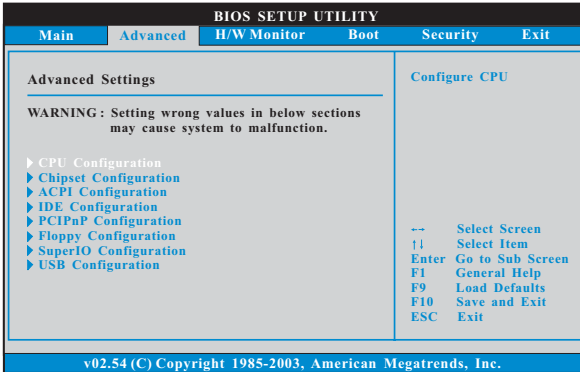 BIOS SETUP UTILITY
Main Advanced H/W Monitor Boot Security Exit
Advanced Settings
WARNING : Setting wrong values in below sections
may cause system to malfunction.
CPU Configuration
Chipset Configuration
ACPI Configuration
IDE Configuration
PCIPnP Configuration
Floppy Configuration
SuperIO Configuration
USB Configuration
Configure CPU
←→ Select Screen
↑↓ Select Item
Enter Go to Sub Screen
F1 General Help
F9 Load Defaults
F10 Save and Exit
ESC Exit
v02.54 (C) Copyright 1985-2003, American Megatrends, Inc.